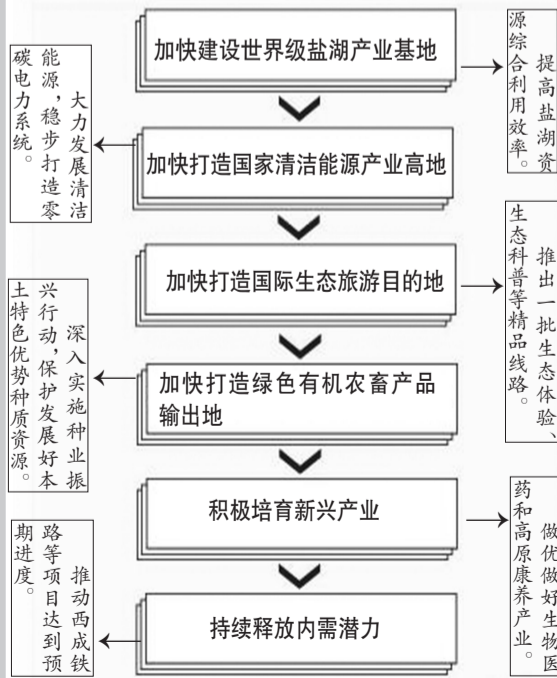 加快建设世界级盐湖产业基地
提高盐湖资
源综合利用效率。
加快打造国家清洁能源产业高地
大力发展清洁
能源，稳步打造零
碳电力系统。
加快打造国际生态旅游目的地
推出一批生态体验、
生态科普等精品线路。
加快打造绿色有机农畜产品
输出地
深入实施种业振
兴行动，保护发展好本
土特色优势种质资源。
积极培育新兴产业
做优做好生物医
药和高原康养产业。
持续释放内需潜力
推动西成铁
路等项目达到预
期进度。